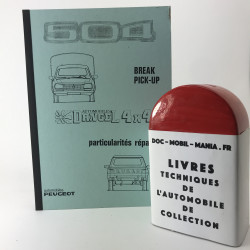 504
BREAK
PICK-UP
DANGEL 4x4
particularités répa
PEUGEOT
DOC-MOBIL-MANIA.FR
LIVRES
TECHNIQUES
DE
L'AUTOMOBILE
DE
COLLECTION